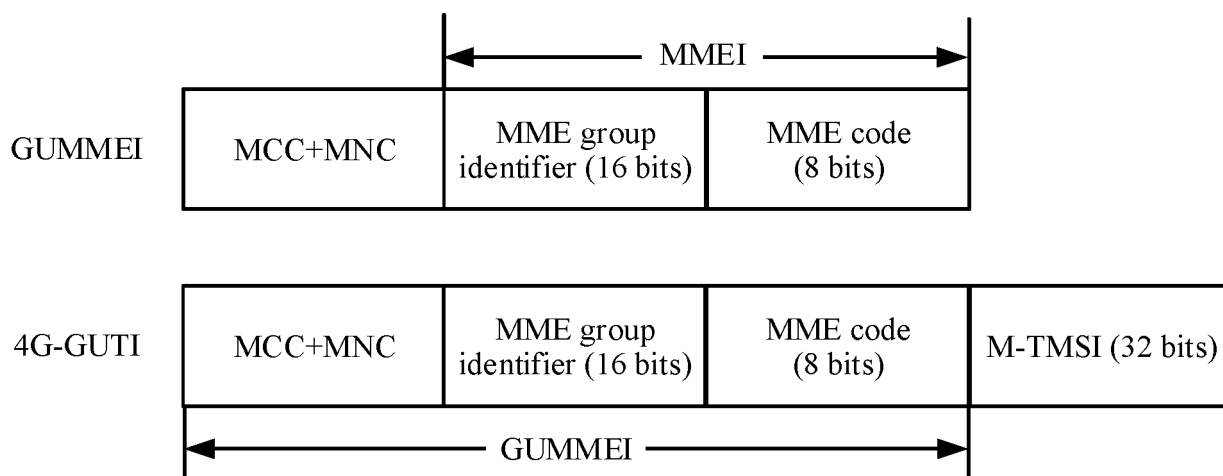 MMEI
GUMMEI
MCC+MNC
MME group
identifier (16 bits)
MME code
(8 bits)
4G-GUTI
MCC+MNC
MME group
identifier (16 bits)
MME code
(8 bits)
M-TMSI (32 bits)
GUMMEI